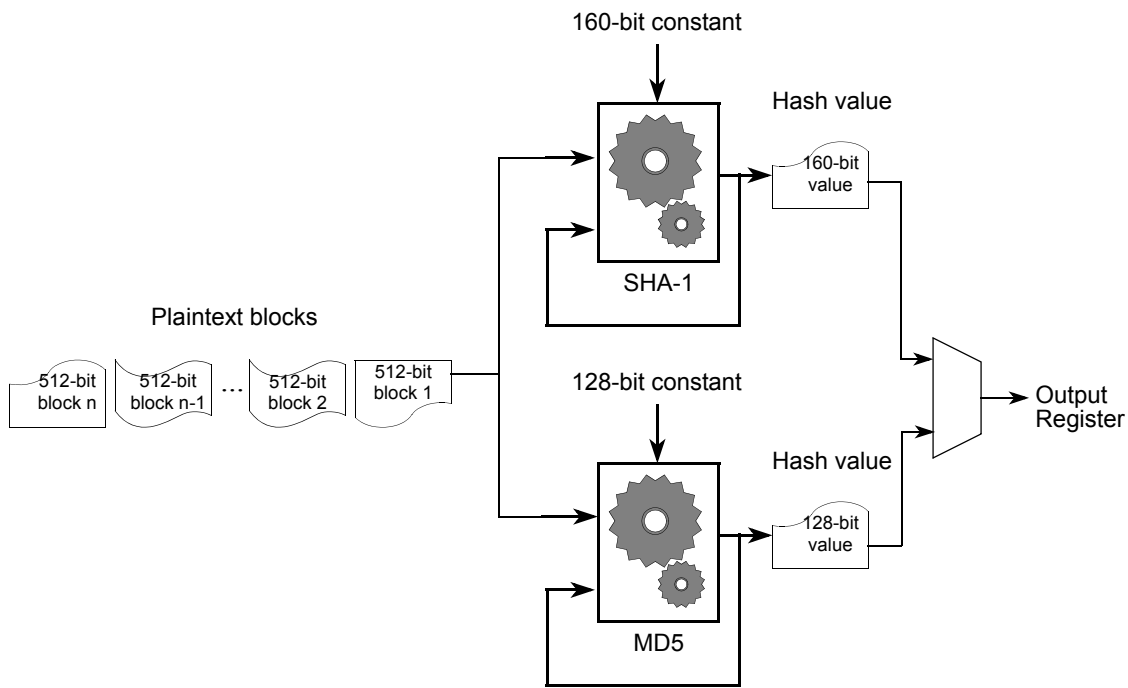 160-bit constant
Hash value
160-bit
value
SHA-1
Plaintext blocks
512-bit
block n
512-bit
block n-1
...
512-bit
block 2
512-bit
block 1
128-bit constant
Output
Register
Hash value
128-bit
value
MD5